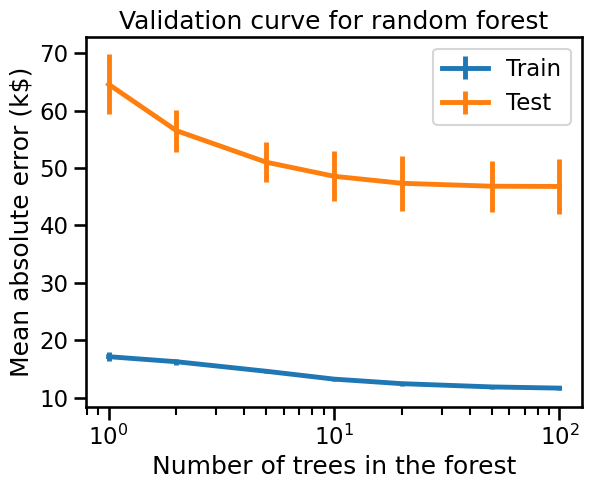 Validation curve for random forest
Mean absolute error (k$)
70
60
50
40
30
20
10
Train
Test
10⁰
10¹
10²
Number of trees in the forest